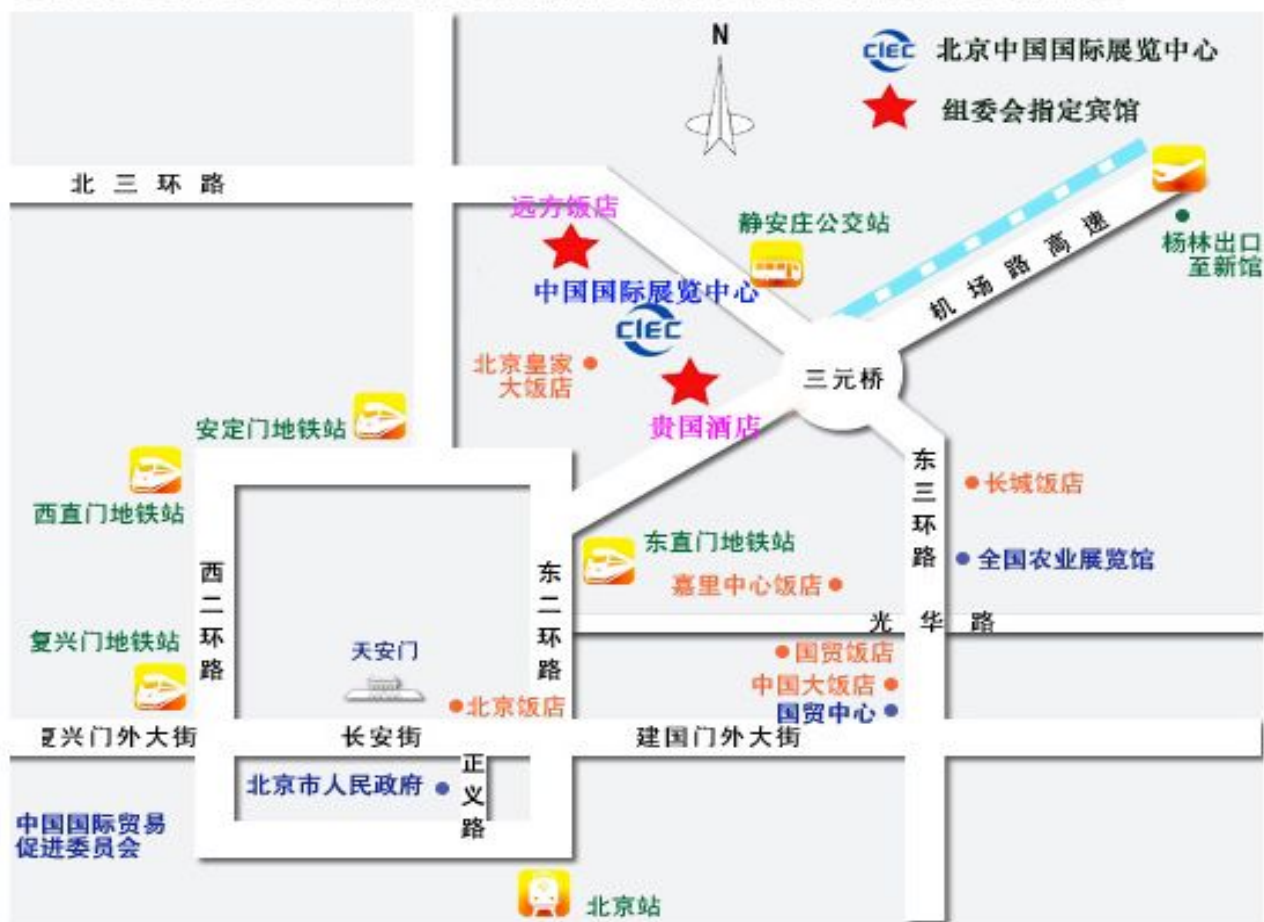 N
CIEC 北京中国国际展览中心
组委会指定宾馆
北三环路
远方饭店
静安庄公交站
机场路高速
杨林出口
至新馆
中国国际展览中心
CIEC
北京皇家
大饭店
三元桥
贵国酒店
安定门地铁站
西直门地铁站
东三环路
长城饭店
东直门地铁站
全国农业展览馆
西二环路
东二环路
嘉里中心饭店
光华路
复兴门地铁站
天安门
国贸饭店
中国大饭店
北京饭店
国贸中心
复兴门外大街
长安街
建国门外大街
正义路
北京市人民政府
中国国际贸易
促进委员会
北京站